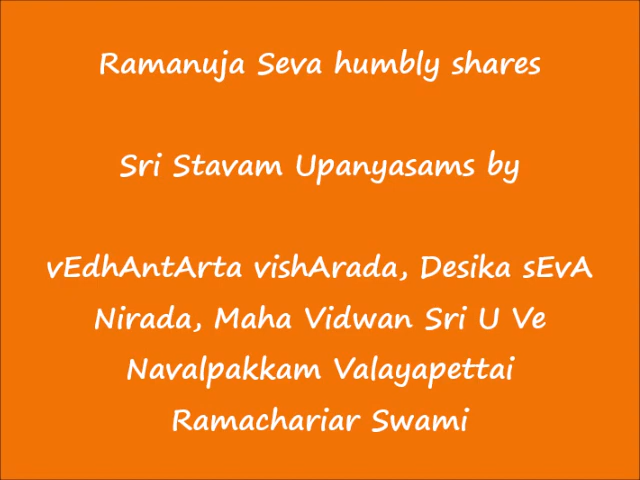 Ramanuja Seva humbly shares
Sri Stavam Upanyasams by
vEdhAntArta vishArada, Desika sEvA
Nirada, Maha Vidwan Sri U Ve
Navalpakkam Valayapettai
Ramachariar Swami